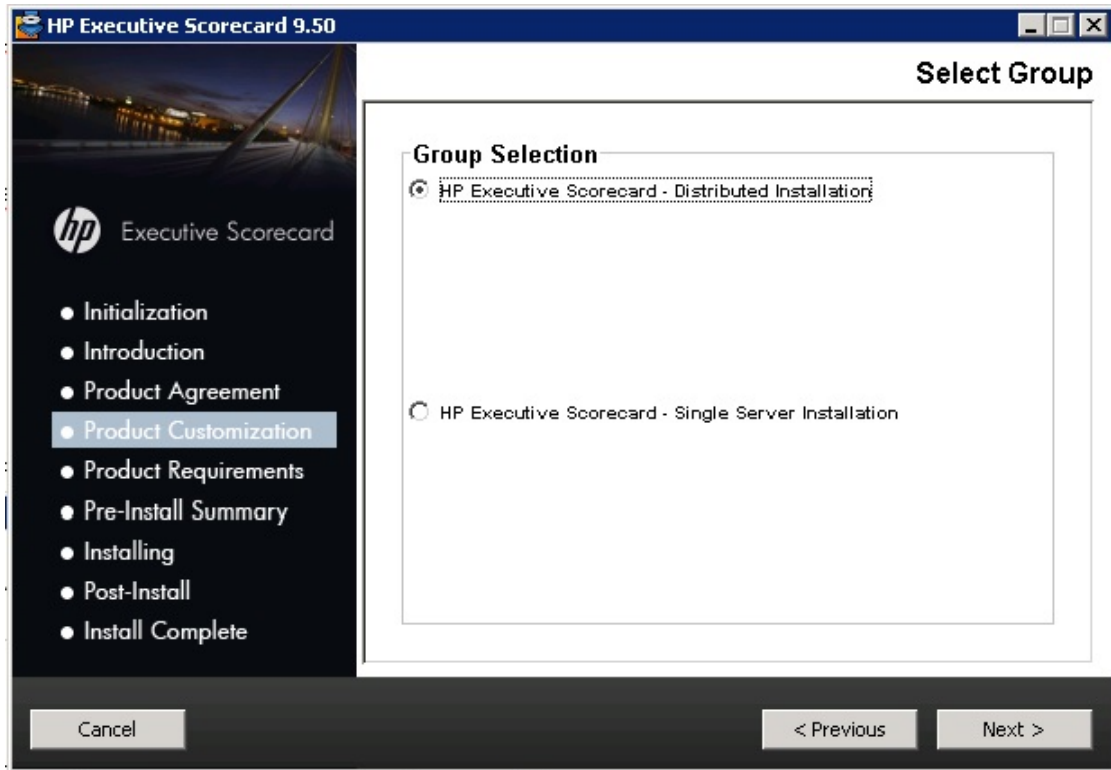 HP Executive Scorecard 9.50
Select Group
hp Executive Scorecard
Initialization
Introduction
Product Agreement
Product Customization
Product Requirements
Pre-Install Summary
Installing
Post-Install
Install Complete
Group Selection
HP Executive Scorecard - Distributed Installation
HP Executive Scorecard - Single Server Installation
Cancel
< Previous
Next >